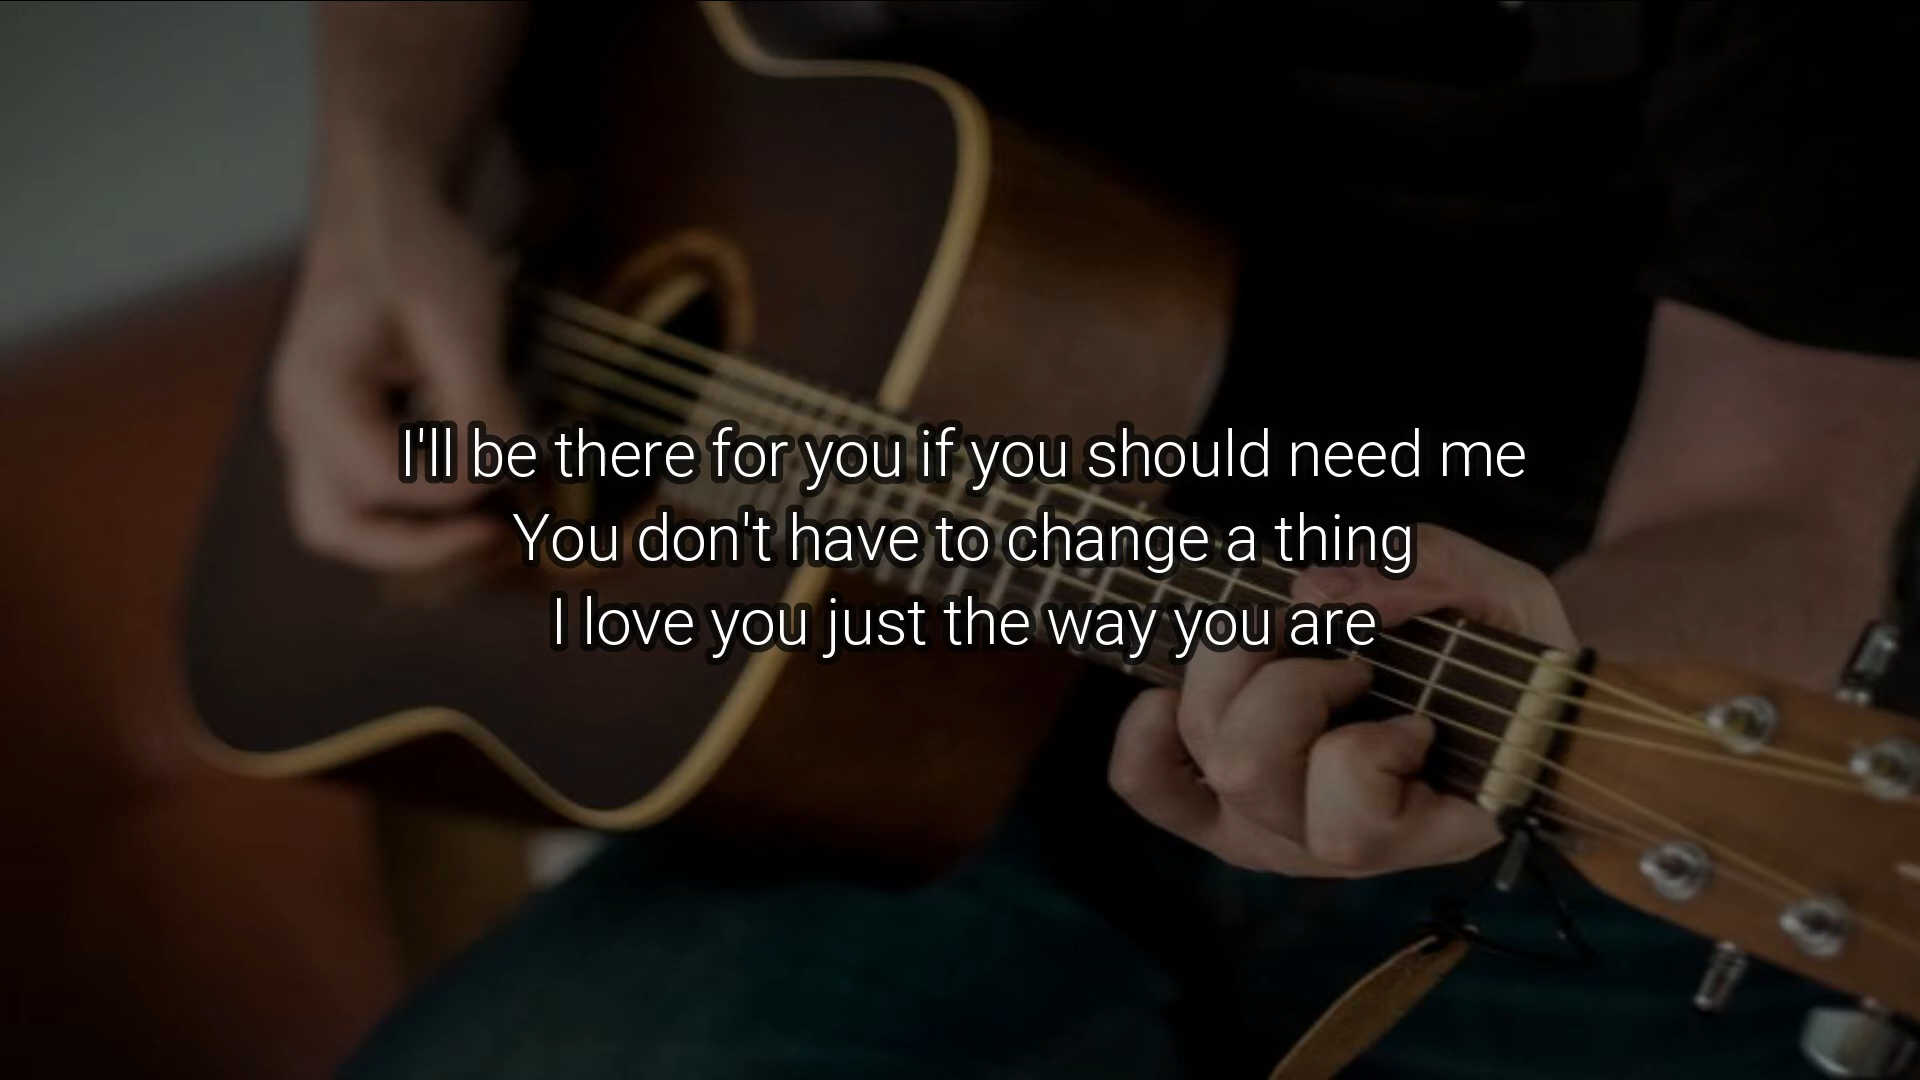 I'll be there for you if you should need me
You don't have to change a thing
I love you just the way you are